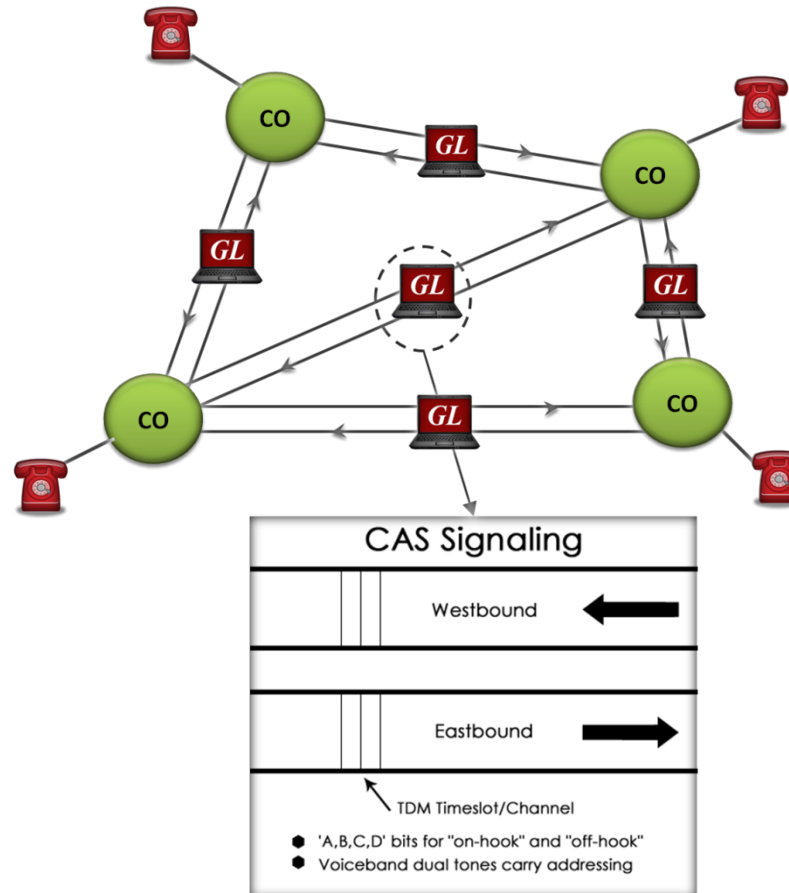 CO
GL
CO
GL
GL
GL
CO
GL
CO
CAS Signaling
Westbound
Eastbound
TDM Timeslot/Channel
'A,B,C,D' bits for "on-hook" and "off-hook"
Voiceband dual tones carry addressing